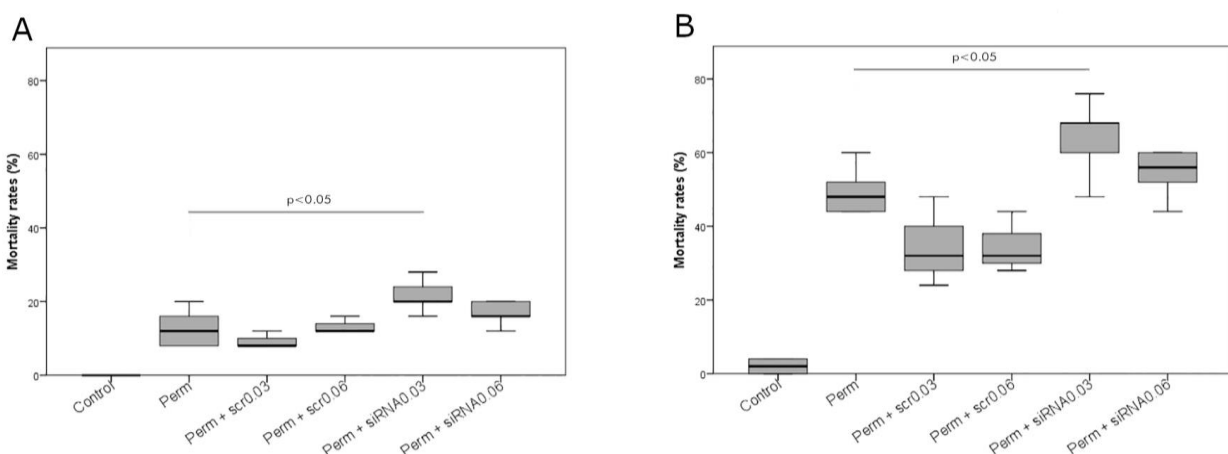 A
Mortality rates (%)
80
60
40
20
0
p<0.05
Control
Perm
Perm + scr0.03
Perm + scr0.06
Perm + siRNA0.03
Perm + siRNA0.06
B
Mortality rates (%)
80
60
40
20
0
p<0.05
Control
Perm
Perm + scr0.03
Perm + scr0.06
Perm + siRNA0.03
Perm + siRNA0.06